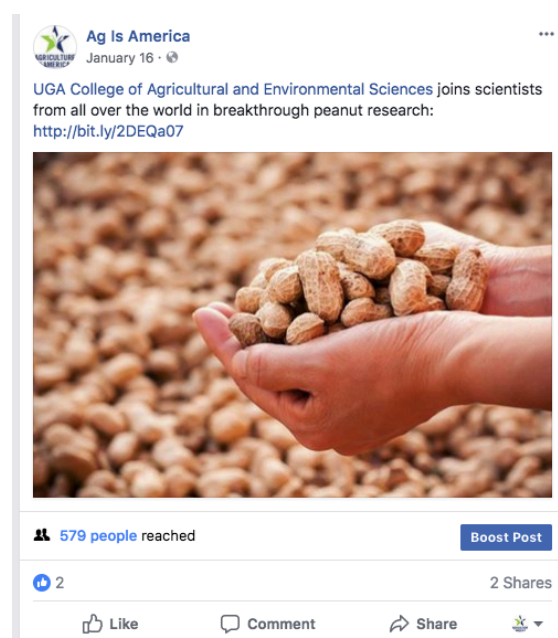 Ag Is America
January 16
UGA College of Agricultural and Environmental Sciences joins scientists
from all over the world in breakthrough peanut research:
http://bit.ly/2DEQa07
579 people reached
Boost Post
2
2 Shares
Like
Comment
Share